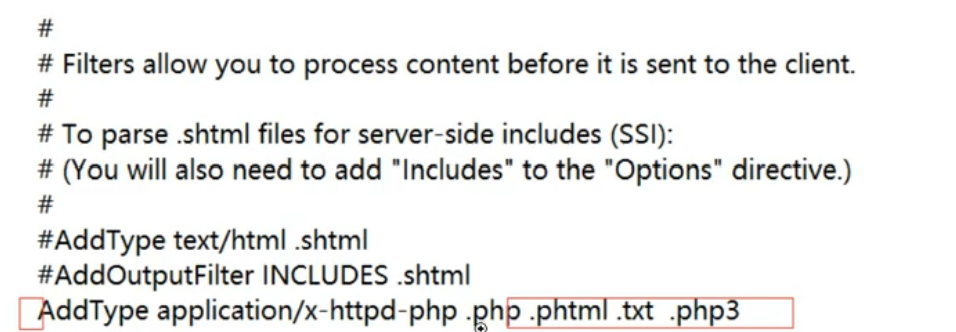 #
# Filters allow you to process content before it is sent to the client.
#
# To parse .shtml files for server-side includes (SSI):
# (You will also need to add "Includes" to the "Options" directive.)
#
#AddType text/html .shtml
#AddOutputFilter INCLUDES .shtml
AddType application/x-httpd-php .php .phtml .txt  .php3